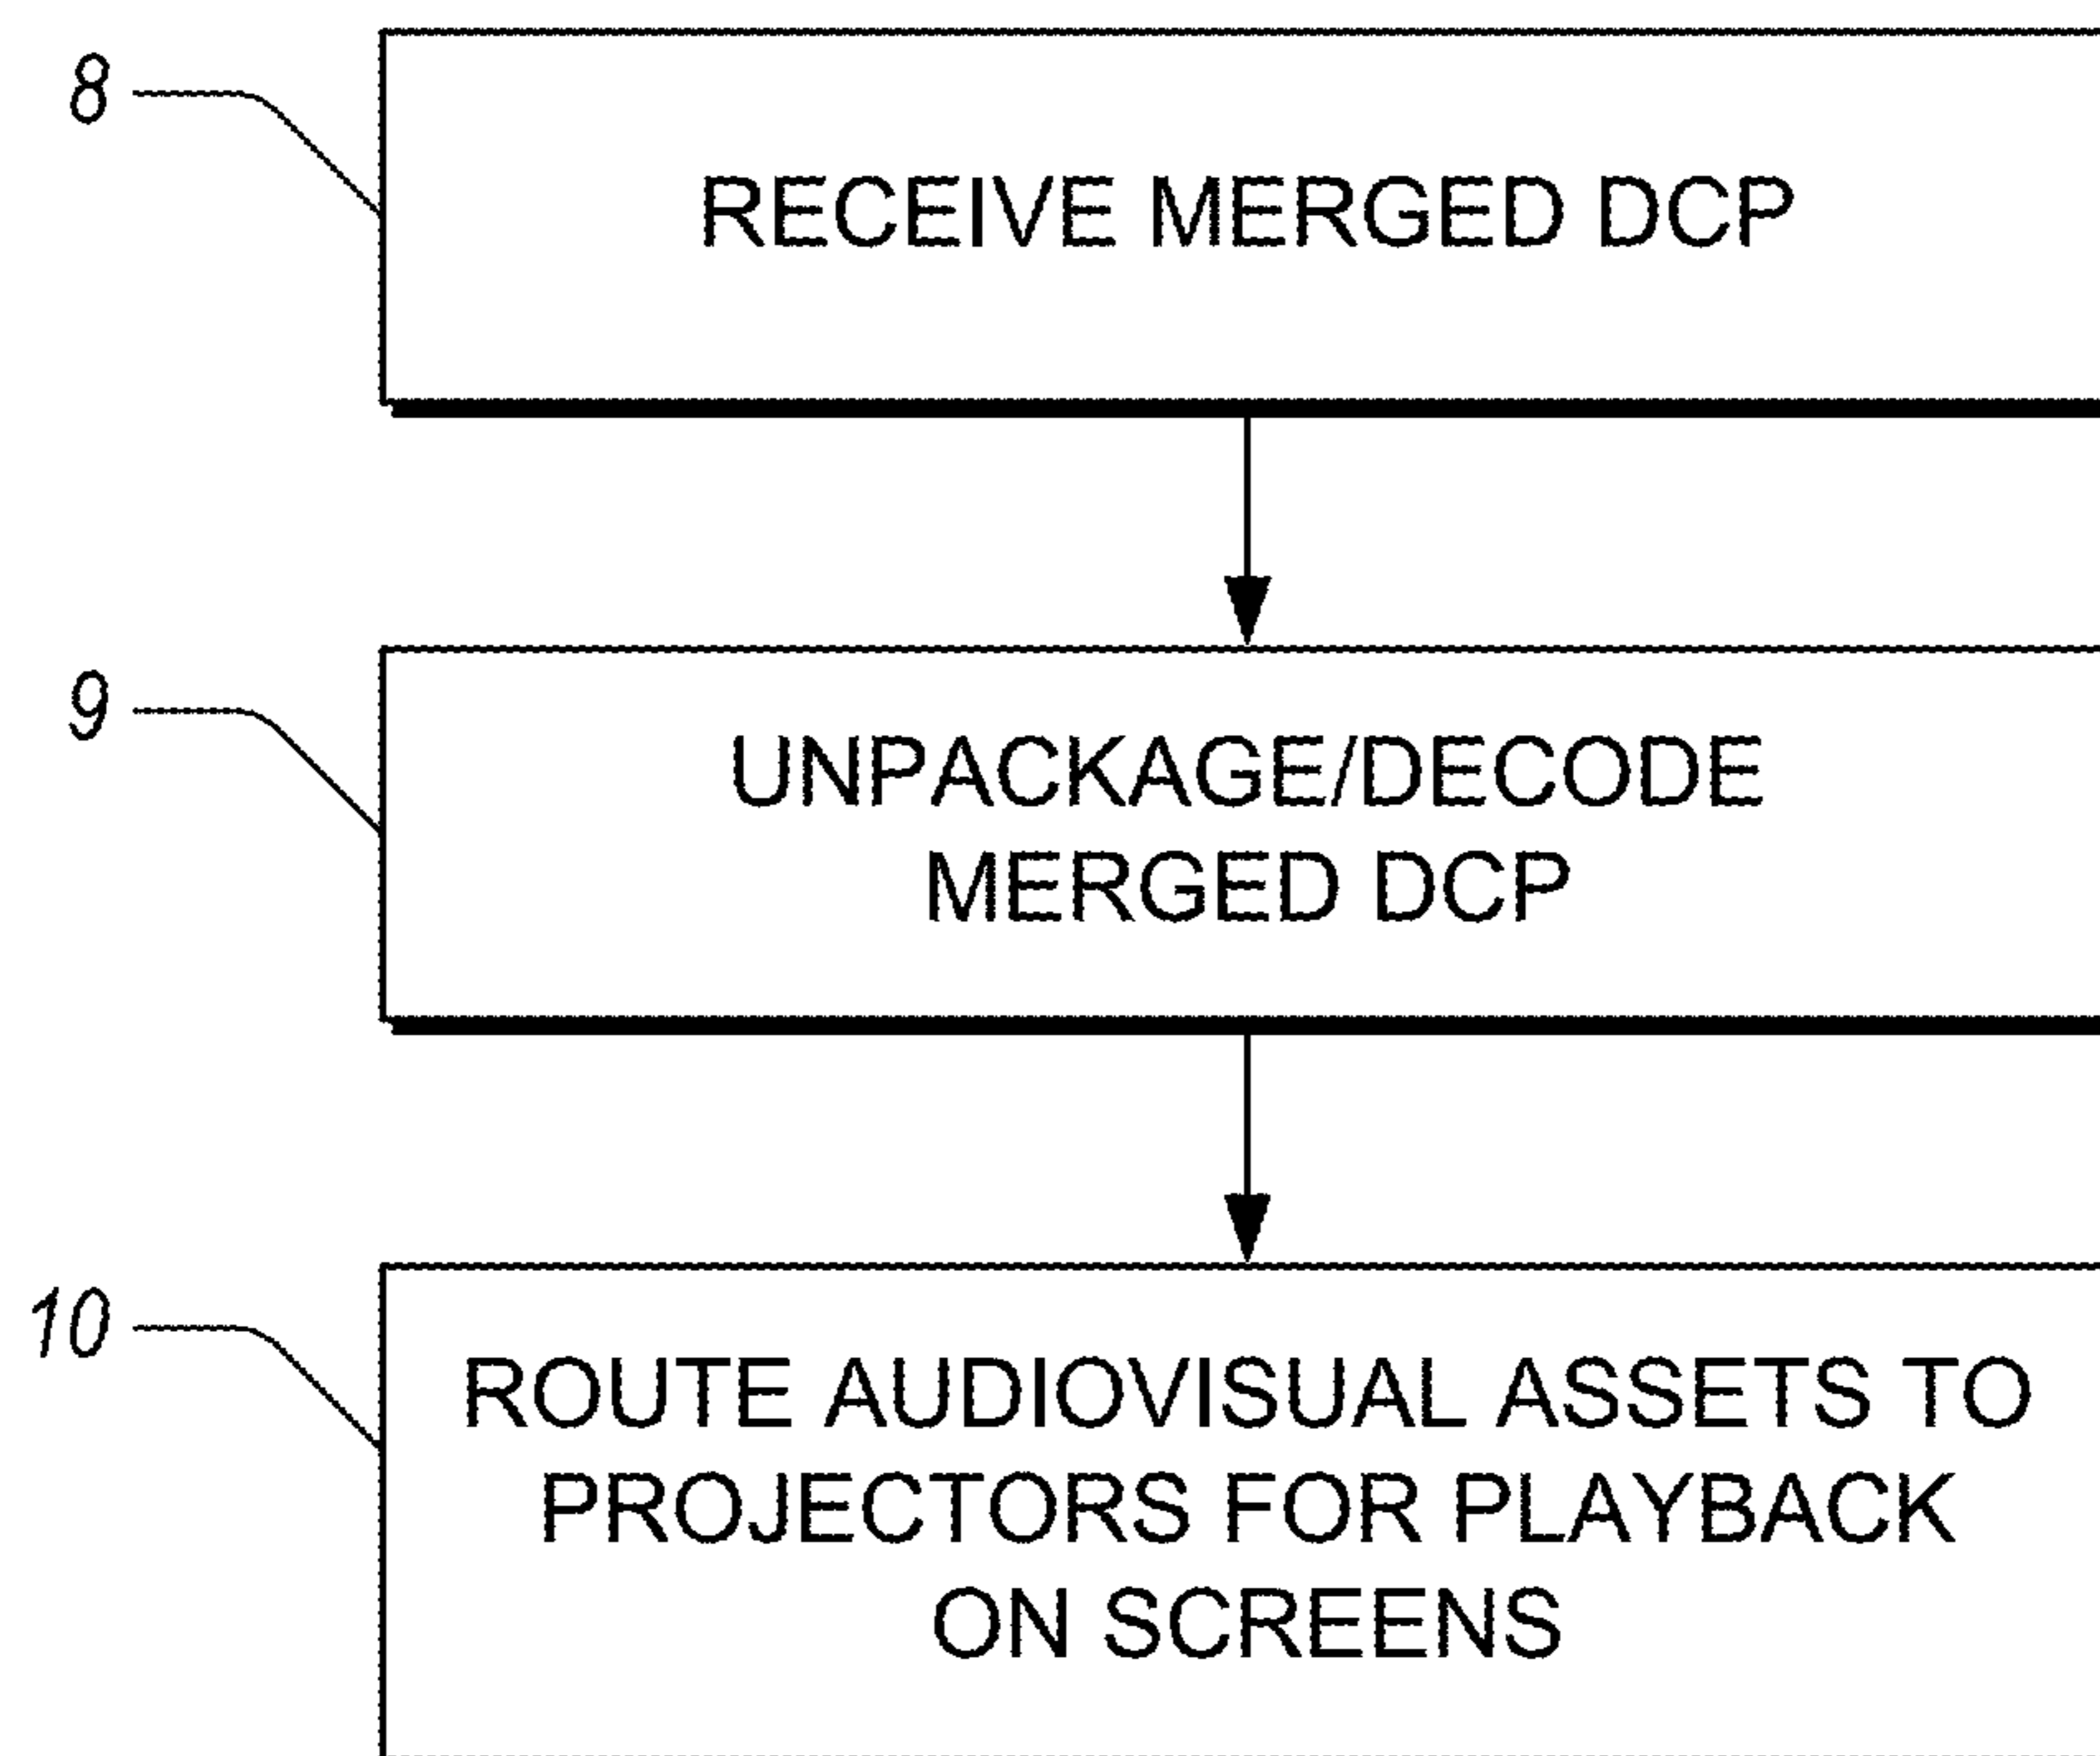 8
RECEIVE MERGED DCP
9
UNPACKAGE/DECODE
MERGED DCP
10
ROUTE AUDIOVISUAL ASSETS TO
PROJECTORS FOR PLAYBACK
ON SCREENS